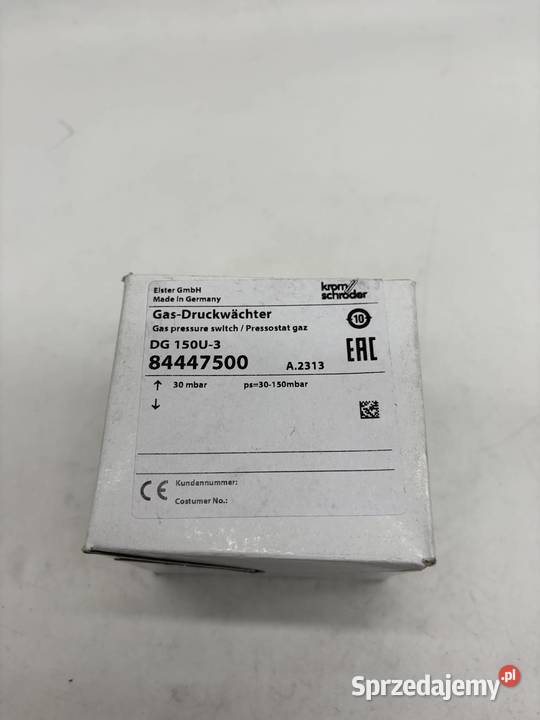 Elster GmbH
Made in Germany
krom/
schroder
Gas-Druckwächter
Gas pressure switch / Pressostat gaz
10
DG 150U-3
EAC
84447500 A.2313
↑ 30 mbar ps=30-150mbar
↓
CE Kundennummer:
Costumer No.:
Sprzedajemy.pl